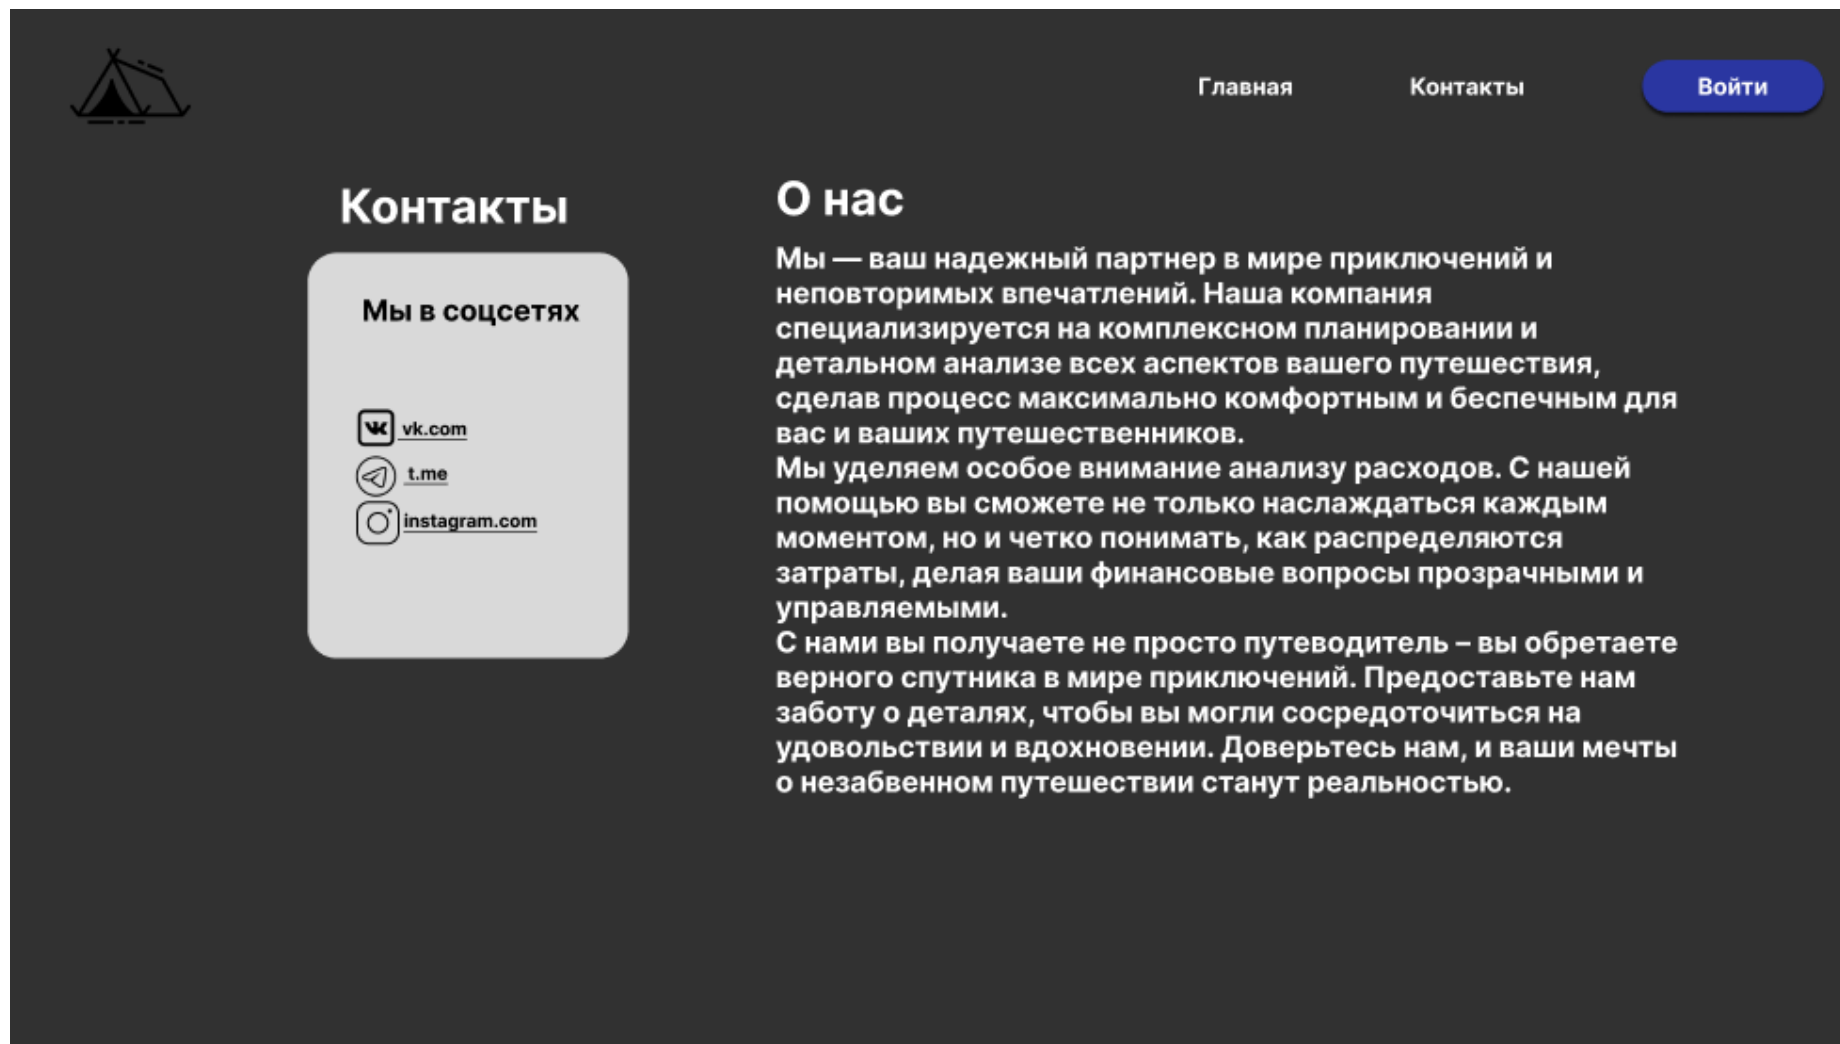 Главная
Контакты
Войти
Контакты
Мы в соцсетях
vk.com
t.me
instagram.com
О нас
Мы — ваш надежный партнер в мире приключений и
неповторимых впечатлений. Наша компания
специализируется на комплексном планировании и
детальном анализе всех аспектов вашего путешествия,
сделав процесс максимально комфортным и беспечным для
вас и ваших путешественников.
Мы уделяем особое внимание анализу расходов. С нашей
помощью вы сможете не только наслаждаться каждым
моментом, но и четко понимать, как распределяются
затраты, делая ваши финансовые вопросы прозрачными и
управляемыми.
С нами вы получаете не просто путеводитель – вы обретаете
верного спутника в мире приключений. Предоставьте нам
заботу о деталях, чтобы вы могли сосредоточиться на
удовольствии и вдохновении. Доверьтесь нам, и ваши мечты
о незабвенном путешествии станут реальностью.